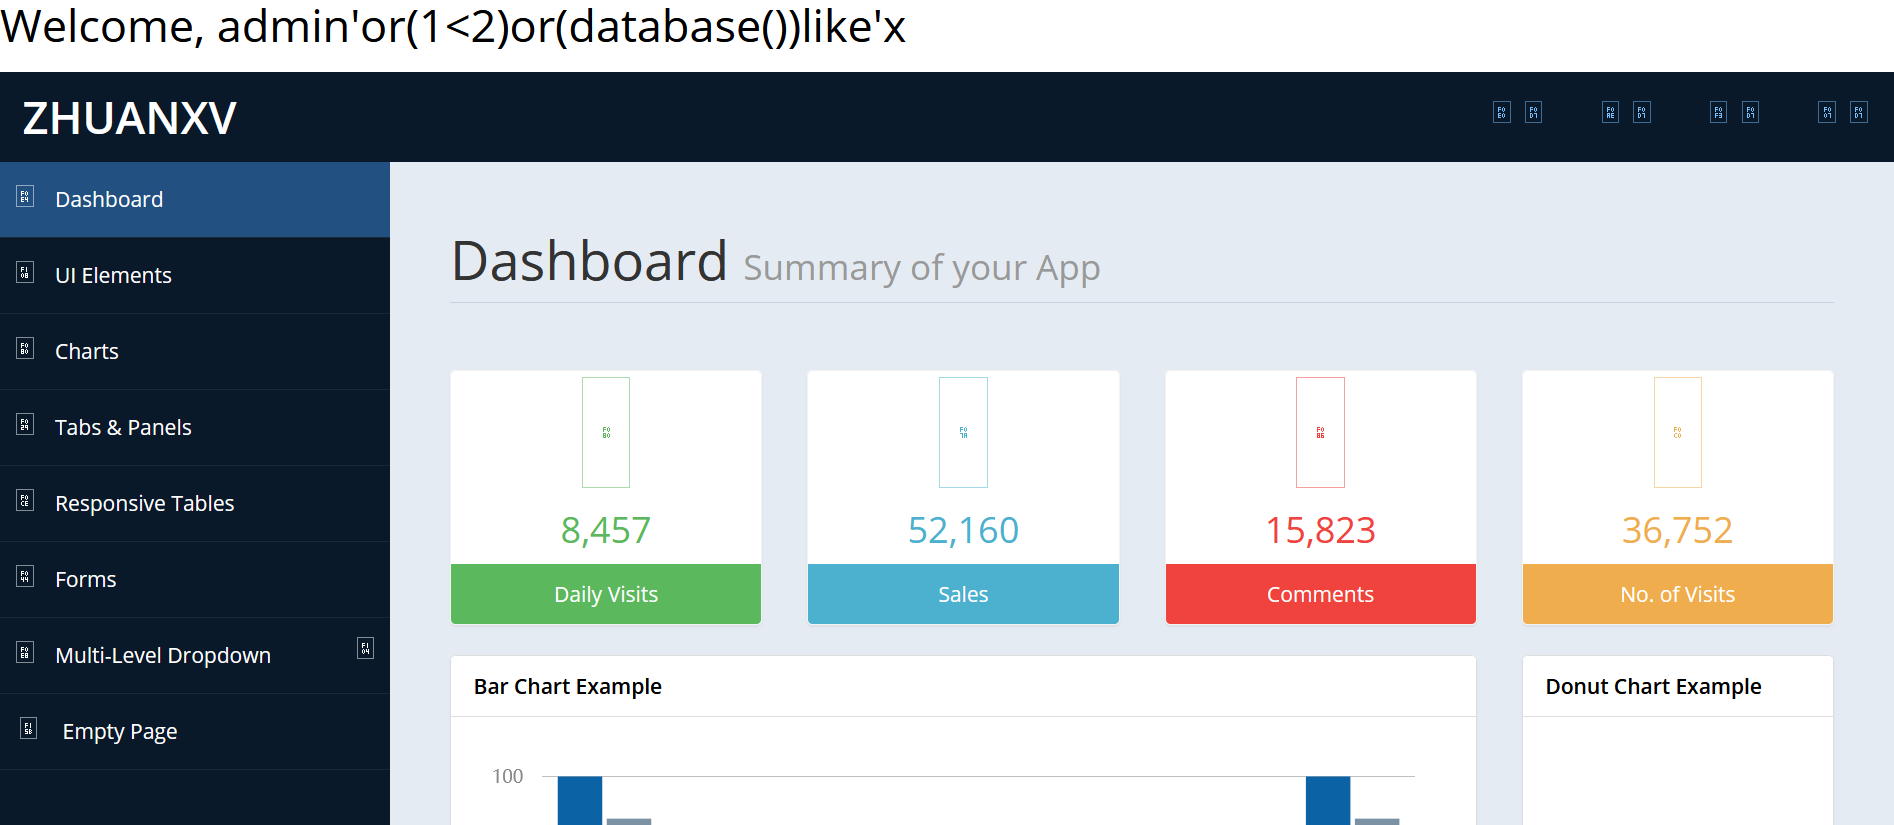 Welcome, admin'or(1<2)or(database())like'x
ZHUANXV
Dashboard
UI Elements
Charts
Tabs & Panels
Responsive Tables
Forms
Multi-Level Dropdown
Empty Page
Dashboard Summary of your App
8,457
Daily Visits
52,160
Sales
15,823
Comments
36,752
No. of Visits
Bar Chart Example
100
Donut Chart Example